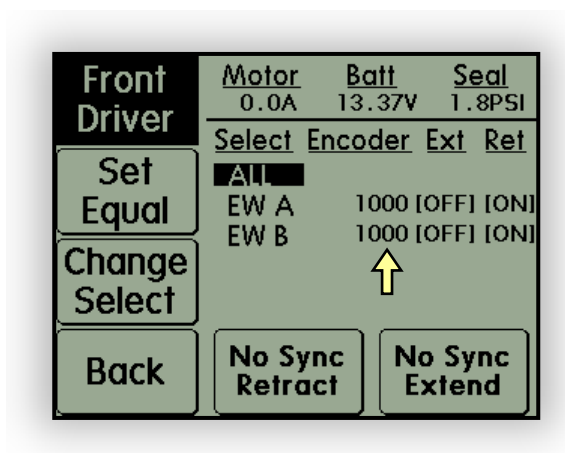 Front
Driver
Motor Batt Seal
0.0A 13.37V 1.8PSI
Select Encoder Ext Ret
Set
Equal
ALL
EW A 1000 [OFF] [ON]
EW B 1000 [OFF] [ON]
Change
Select
Back
No Sync
Retract
No Sync
Extend